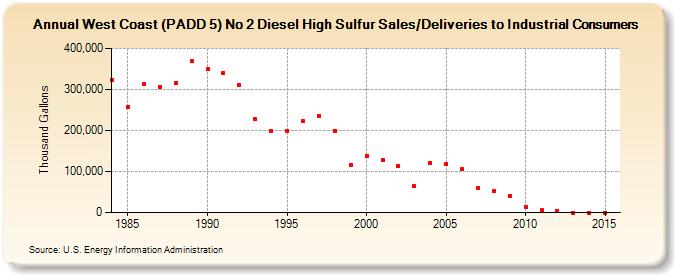 Annual West Coast (PADD 5) No 2 Diesel High Sulfur Sales/Deliveries to Industrial Consumers
Thousand Gallons
400,000
300,000
200,000
100,000
0
1985 1990 1995 2000 2005 2010 2015
Source: U.S. Energy Information Administration